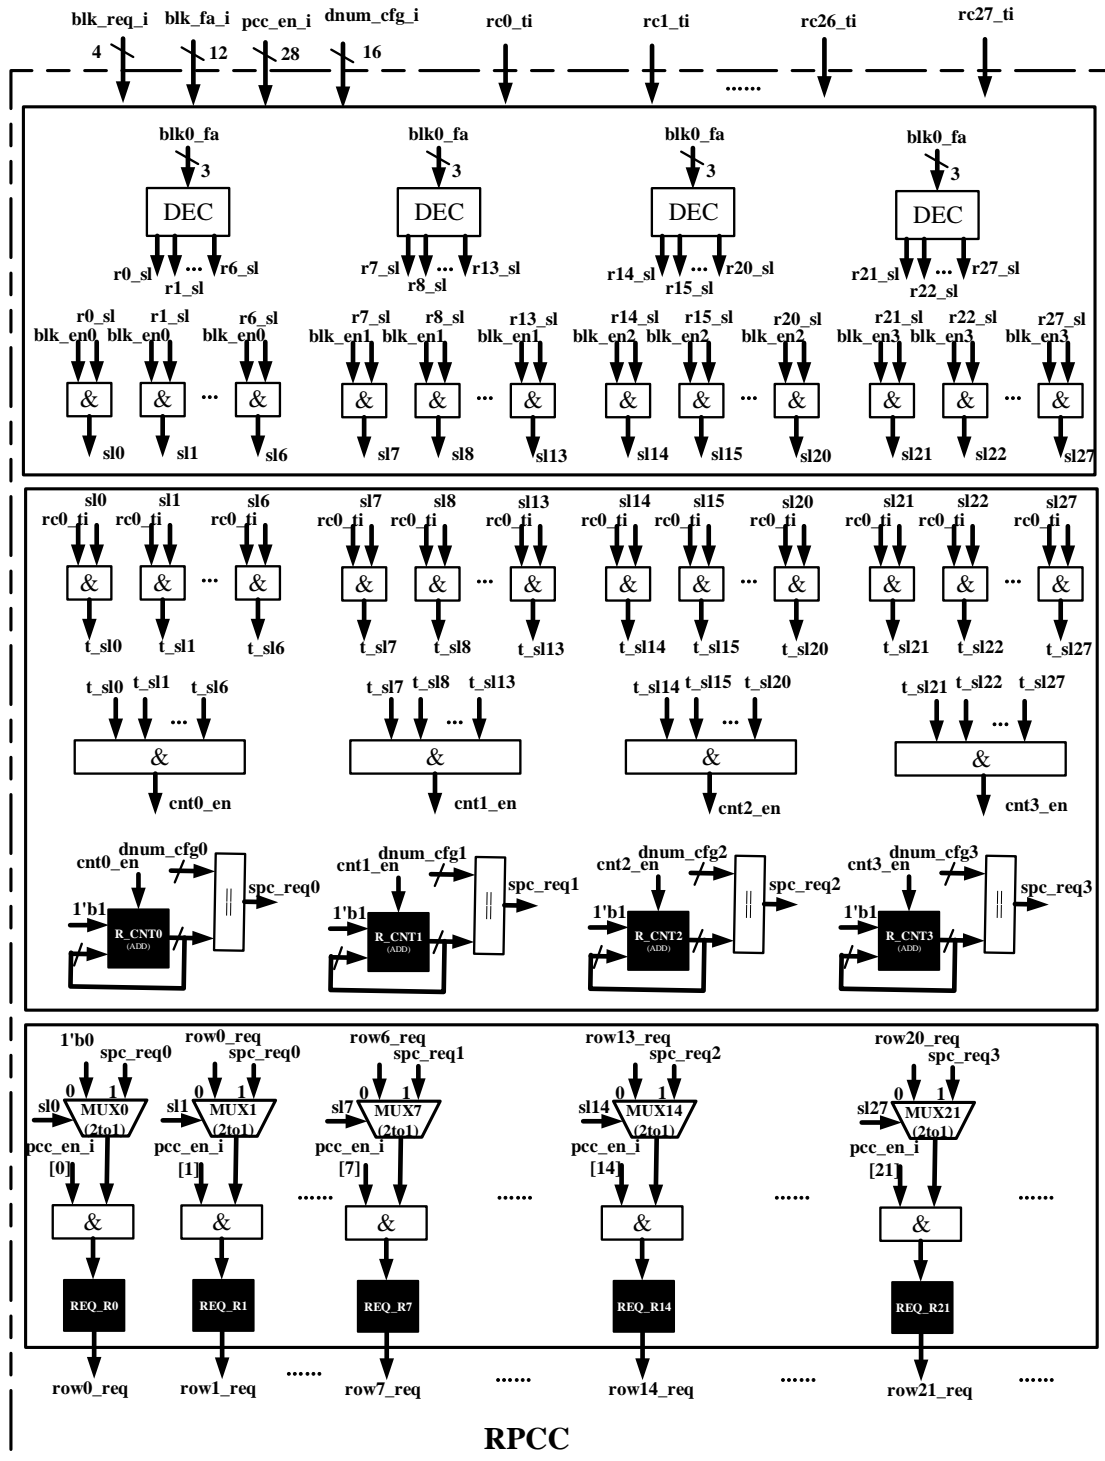 blk_req_i blk_fa_i pcc_en_i dnum_cfg_i rc0_ti rc1_ti rc26_ti rc27_ti
4 12 28 16
......
blk0_fa blk0_fa blk0_fa blk0_fa
3 3 3 3
DEC DEC DEC DEC
r0_sl r1_sl ... r6_sl r7_sl r8_sl ... r13_sl r14_sl r15_sl ... r20_sl r21_sl r22_sl ... r27_sl
r0_sl r1_sl r6_sl r7_sl r8_sl r13_sl r14_sl r15_sl r20_sl r21_sl r22_sl r27_sl
blk_en0 blk_en0 blk_en0 blk_en1 blk_en1 blk_en1 blk_en2 blk_en2 blk_en2 blk_en3 blk_en3 blk_en3
& & ... & & & ... & & & ... & & & ... &
sl0 sl1 sl6 sl7 sl8 sl13 sl14 sl15 sl20 sl21 sl22 sl27
sl0 sl1 sl6 sl7 sl8 sl13 sl14 sl15 sl20 sl21 sl22 sl27
rc0_ti rc0_ti rc0_ti rc0_ti rc0_ti rc0_ti rc0_ti rc0_ti rc0_ti rc0_ti rc0_ti rc0_ti
& & ... & & & ... & & & ... & & & ... &
t_sl0 t_sl1 t_sl6 t_sl7 t_sl8 t_sl13 t_sl14 t_sl15 t_sl20 t_sl21 t_sl22 t_sl27
t_sl0 t_sl1 ... t_sl6 t_sl7 t_sl8 ... t_sl13 t_sl14 t_sl15 ... t_sl20 t_sl21 t_sl22 ... t_sl27
& & & &
cnt0_en cnt1_en cnt2_en cnt3_en
cnt0_en dnum_cfg0 cnt1_en dnum_cfg1 cnt2_en dnum_cfg2 cnt3_en dnum_cfg3
== spc_req0 == spc_req1 == spc_req2 == spc_req3
1'b1 1'b1 1'b1 1'b1
R_CNT0 R_CNT1 R_CNT2 R_CNT3
(ADD) (ADD) (ADD) (ADD)
1'b0 row0_req row6_req row13_req row20_req
spc_req0 spc_req0 spc_req1 spc_req2 spc_req3
0 1 0 1 0 1 0 1 0 1
sl0 sl1 sl7 sl14 sl27
MUX0 MUX1 MUX7 MUX14 MUX21
(2to1) (2to1) (2to1) (2to1) (2to1)
pcc_en_i pcc_en_i pcc_en_i pcc_en_i pcc_en_i
[0] [1] [7] [14] [21]
...... ...... ...... ......
& & & & &
REQ_R0 REQ_R1 REQ_R7 REQ_R14 REQ_R21
row0_req row1_req ...... row7_req ...... row14_req ...... row21_req ......
RPCC